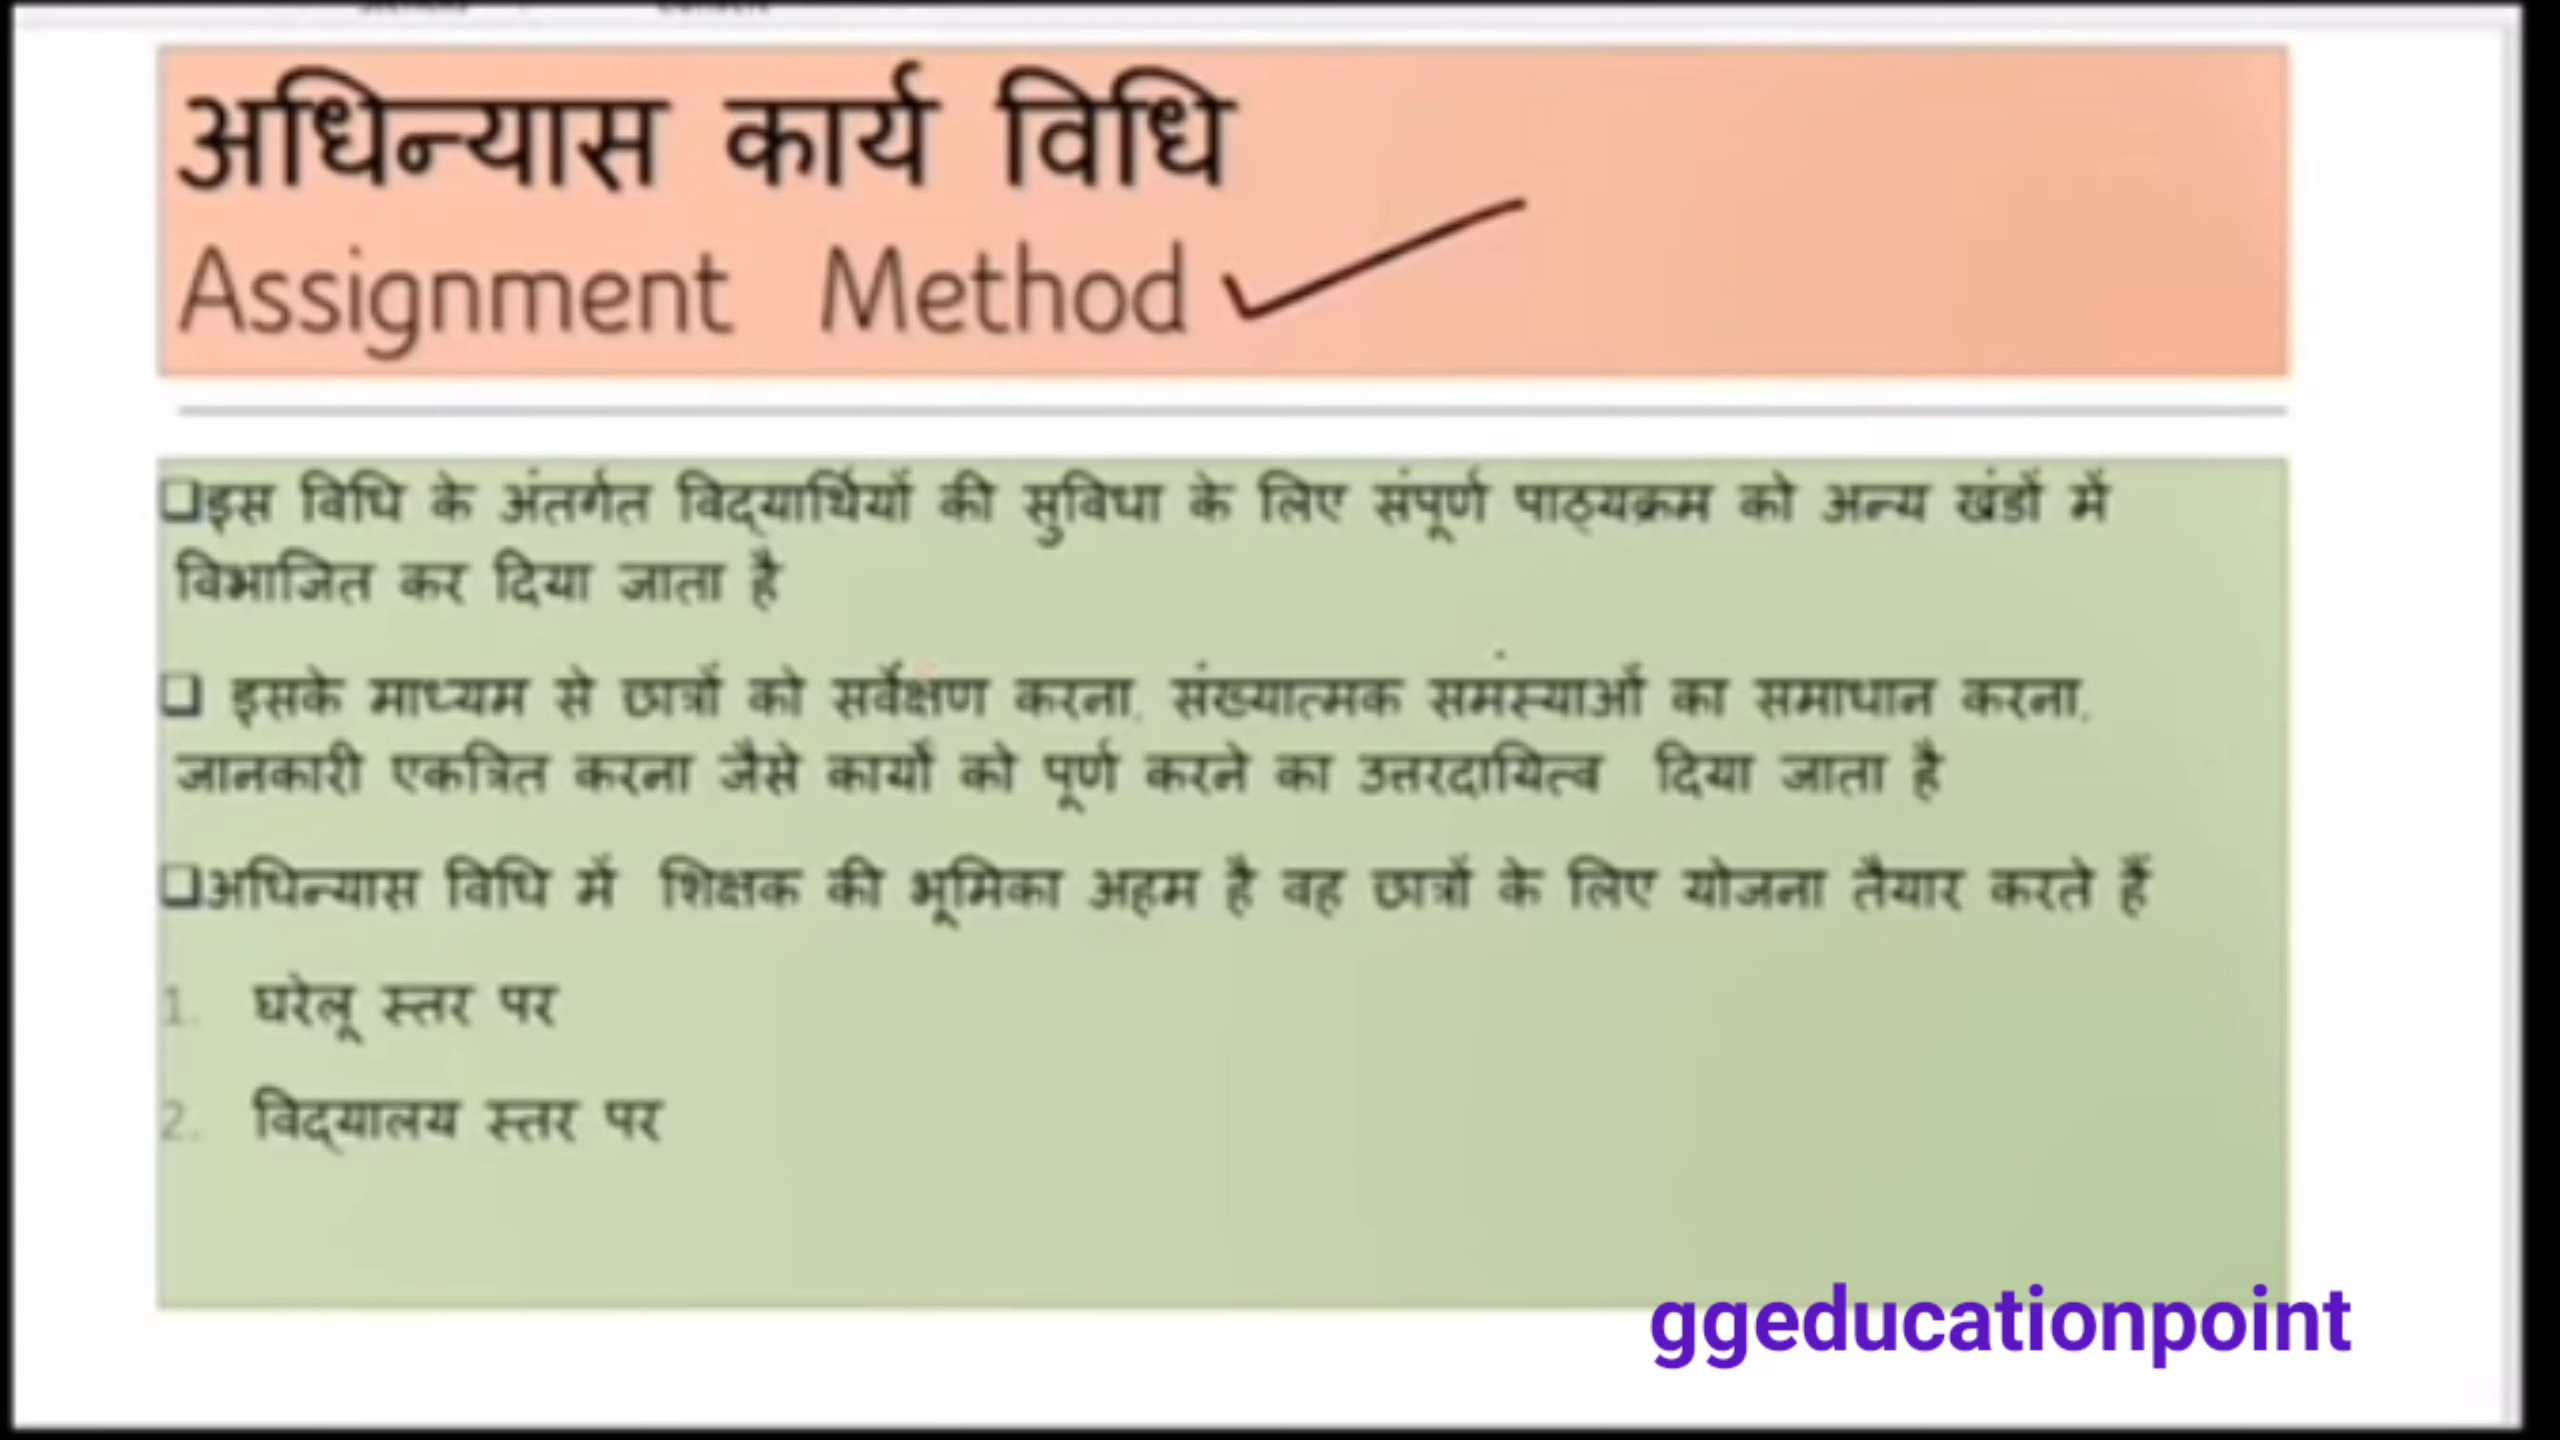 अधिन्यास कार्य विधि
Assignment Method
❑इस विधि के अंतर्गत विद्यार्थियों की सुविधा के लिए संपूर्ण पाठ्यक्रम को अन्य खंडों में
विभाजित कर दिया जाता है
❑ इसके माध्यम से छात्रों को सर्वेक्षण करना, संख्यात्मक समस्याओं का समाधान करना,
जानकारी एकत्रित करना जैसे कार्यों को पूर्ण करने का उत्तरदायित्व दिया जाता है
❑अधिन्यास विधि में शिक्षक की भूमिका अहम है वह छात्रों के लिए योजना तैयार करते हैं
1. घरेलू स्तर पर
2. विद्यालय स्तर पर
ggeducationpoint